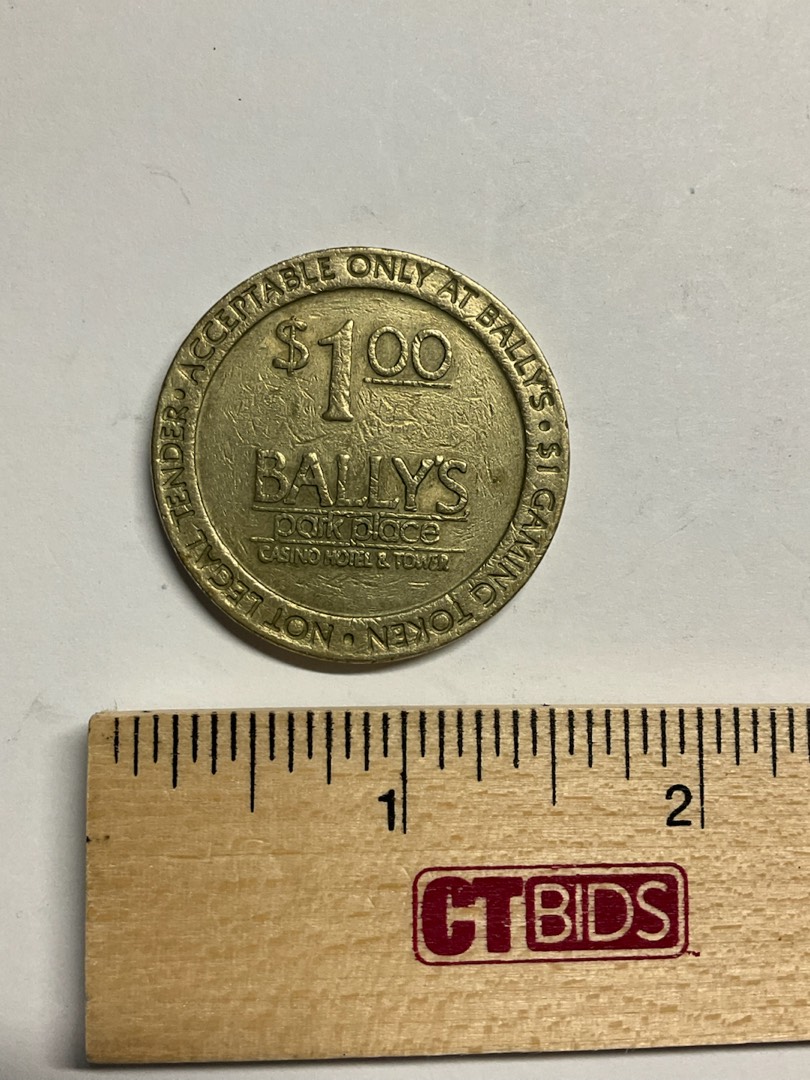 ACCEPTABLE ONLY AT BALLY'S • $1 GAMING TOKEN • NOT LEGAL TENDER •
$1.00
BALLY'S
park place
CASINO HOTEL & TOWER
1 2
CTBIDS™